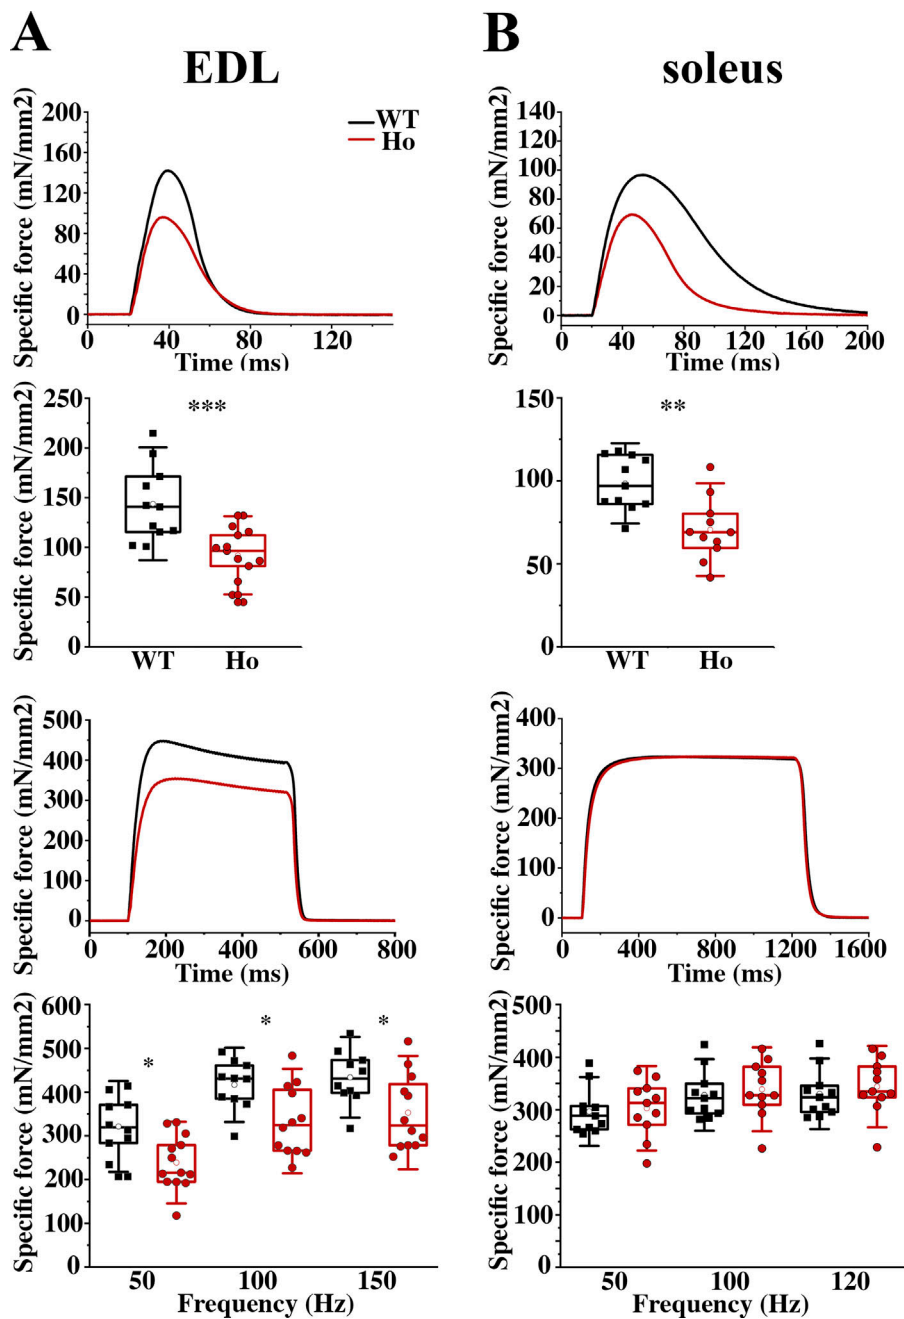 A
EDL
B
soleus
Specific force (mN/mm2)
200
160
120
80
40
0
WT
Ho
0 40 80 120
Time (ms)
Specific force (mN/mm2)
140
120
100
80
60
40
20
0
0 40 80 120 160 200
Time (ms)
Specific force (mN/mm2)
250
200
150
100
50
0
***
WT Ho
Specific force (mN/mm2)
150
100
50
0
**
WT Ho
Specific force (mN/mm2)
500
400
300
200
100
0
0 200 400 600 800
Time (ms)
Specific force (mN/mm2)
400
300
200
100
0
0 400 800 1200 1600
Time (ms)
Specific force (mN/mm2)
600
500
400
300
200
100
0
* * *
50 100 150
Frequency (Hz)
Specific force (mN/mm2)
500
400
300
200
100
0
50 100 120
Frequency (Hz)